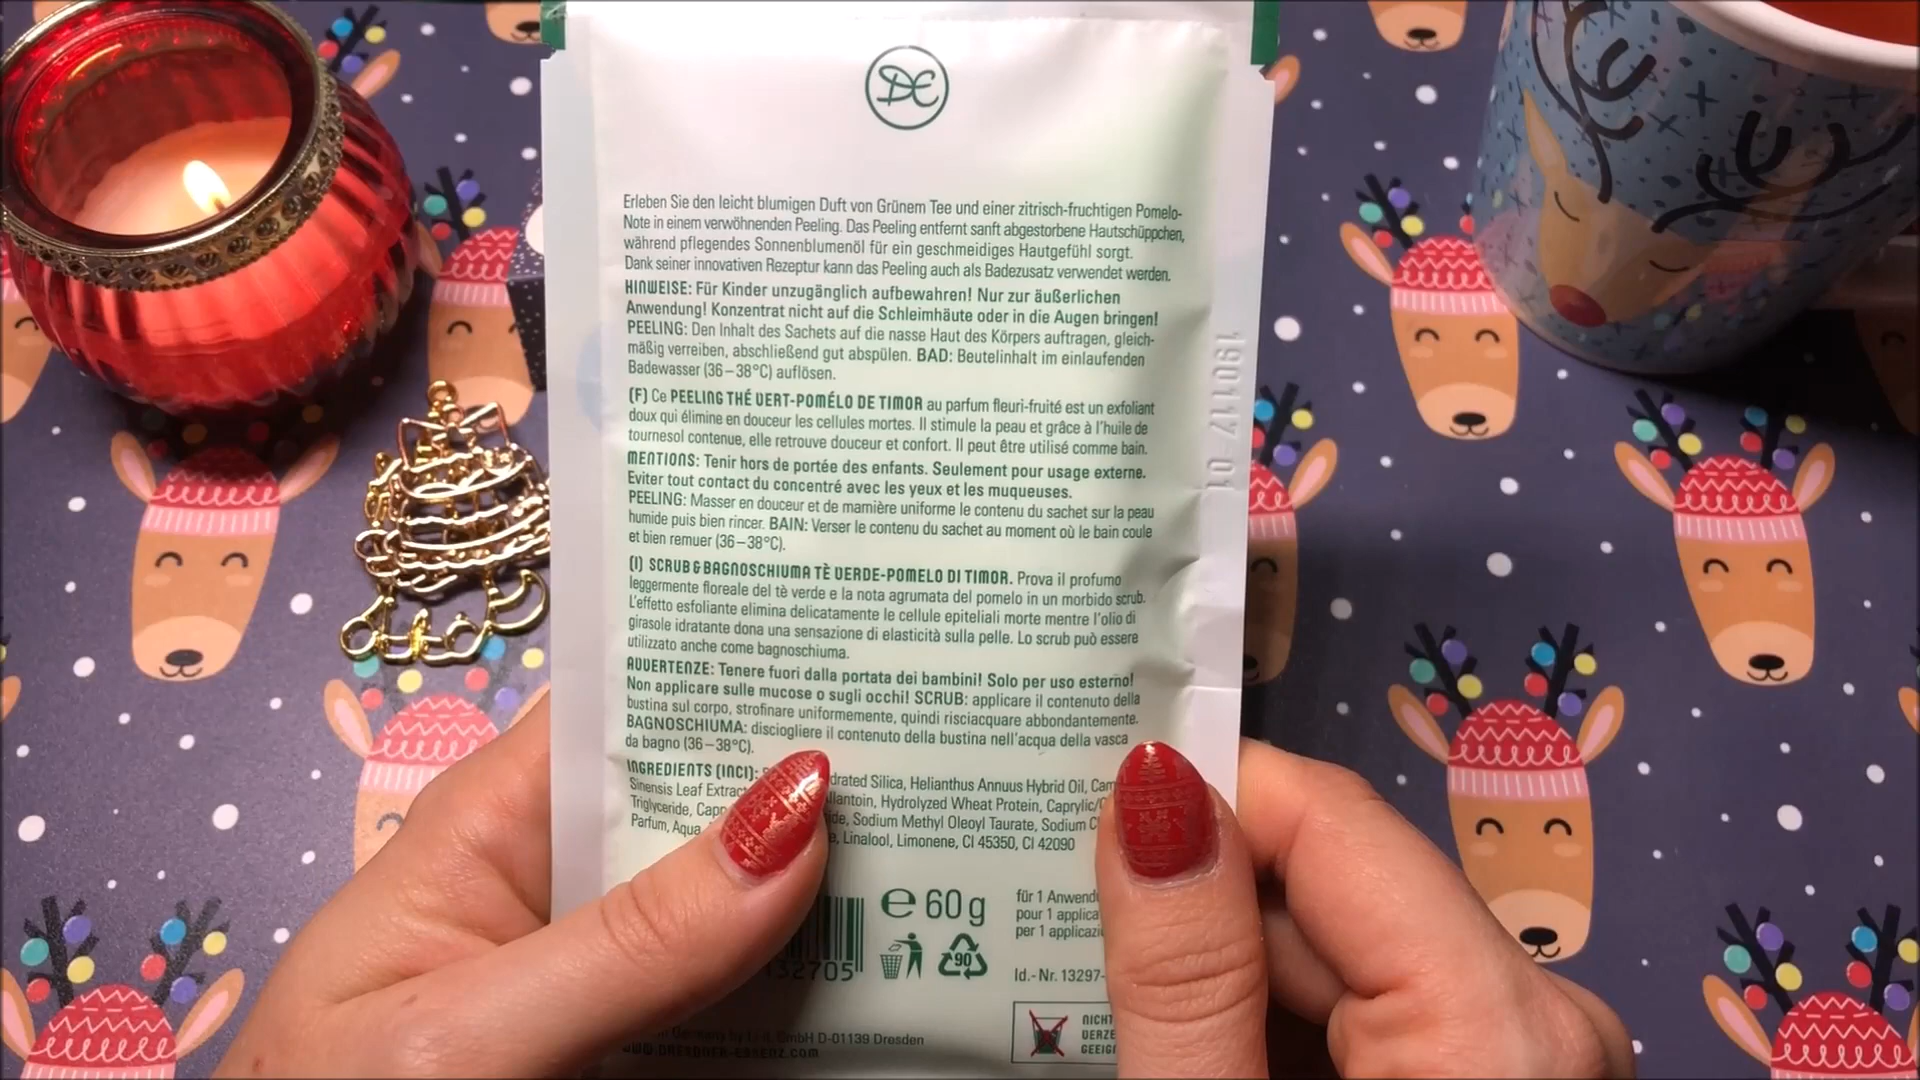 DE
Erleben Sie den leicht blumigen Duft von Grünem Tee und einer zitrisch-fruchtigen Pomelo-
Note in einem verwöhnenden Peeling. Das Peeling entfernt sanft abgestorbene Hautschüppchen,
während pflegendes Sonnenblumenöl für ein geschmeidiges Hautgefühl sorgt.
Dank seiner innovativen Rezeptur kann das Peeling auch als Badezusatz verwendet werden.
HINWEISE: Für Kinder unzugänglich aufbewahren! Nur zur äußerlichen
Anwendung! Konzentrat nicht auf die Schleimhäute oder in die Augen bringen!
PEELING: Den Inhalt des Sachets auf die nasse Haut des Körpers auftragen, gleich-
mäßig verreiben, abschließend gut abspülen. BAD: Beutelinhalt im einlaufenden
Badewasser (36–38°C) auflösen.
(F) Ce PEELING THÉ VERT-POMÉLO DE TIMOR au parfum fleuri-fruité est un exfoliant
doux qui élimine en douceur les cellules mortes. Il stimule la peau et grâce à l'huile de
tournesol contenue, elle retrouve douceur et confort. Il peut être utilisé comme bain.
MENTIONS: Tenir hors de portée des enfants. Seulement pour usage externe.
Eviter tout contact du concentré avec les yeux et les muqueuses.
PEELING: Masser en douceur et de mamière uniforme le contenu du sachet sur la peau
humide puis bien rincer. BAIN: Verser le contenu du sachet au moment où le bain coule
et bien remuer (36–38°C).
(I) SCRUB & BAGNOSCHIUMA TÈ VERDE-POMELO DI TIMOR. Prova il profumo
leggermente floreale del tè verde e la nota agrumata del pomelo in un morbido scrub.
L'effetto esfoliante elimina delicatamente le cellule epiteliali morte mentre l'olio di
girasole idratante dona una sensazione di elasticità sulla pelle. Lo scrub può essere
utilizzato anche come bagnoschiuma.
AVVERTENZE: Tenere fuori dalla portata dei bambini! Solo per uso esterno!
Non applicare sulle mucose o sugli occhi! SCRUB: applicare il contenuto della
bustina sul corpo, strofinare uniformemente, quindi risciacquare abbondantemente.
BAGNOSCHIUMA: disciogliere il contenuto della bustina nell'acqua della vasca
da bagno (36–38°C).
INGREDIENTS (INCI): drated Silica, Helianthus Annuus Hybrid Oil, Cam
Sinensis Leaf Extract llantoin, Hydrolyzed Wheat Protein, Caprylic/C
Triglyceride, Capr ide, Sodium Methyl Oleoyl Taurate, Sodium C
Parfum, Aqua e, Linalool, Limonene, CI 45350, CI 42090
e 60 g
für 1 Anwend
pour 1 applica
per 1 applicazi
90
32705
Id.-Nr. 13297-
NICHT
VERZE
GEEIG
Germany by GmbH D-01139 Dresden
www.DRESDNER-ESSENZ.com
190117 01